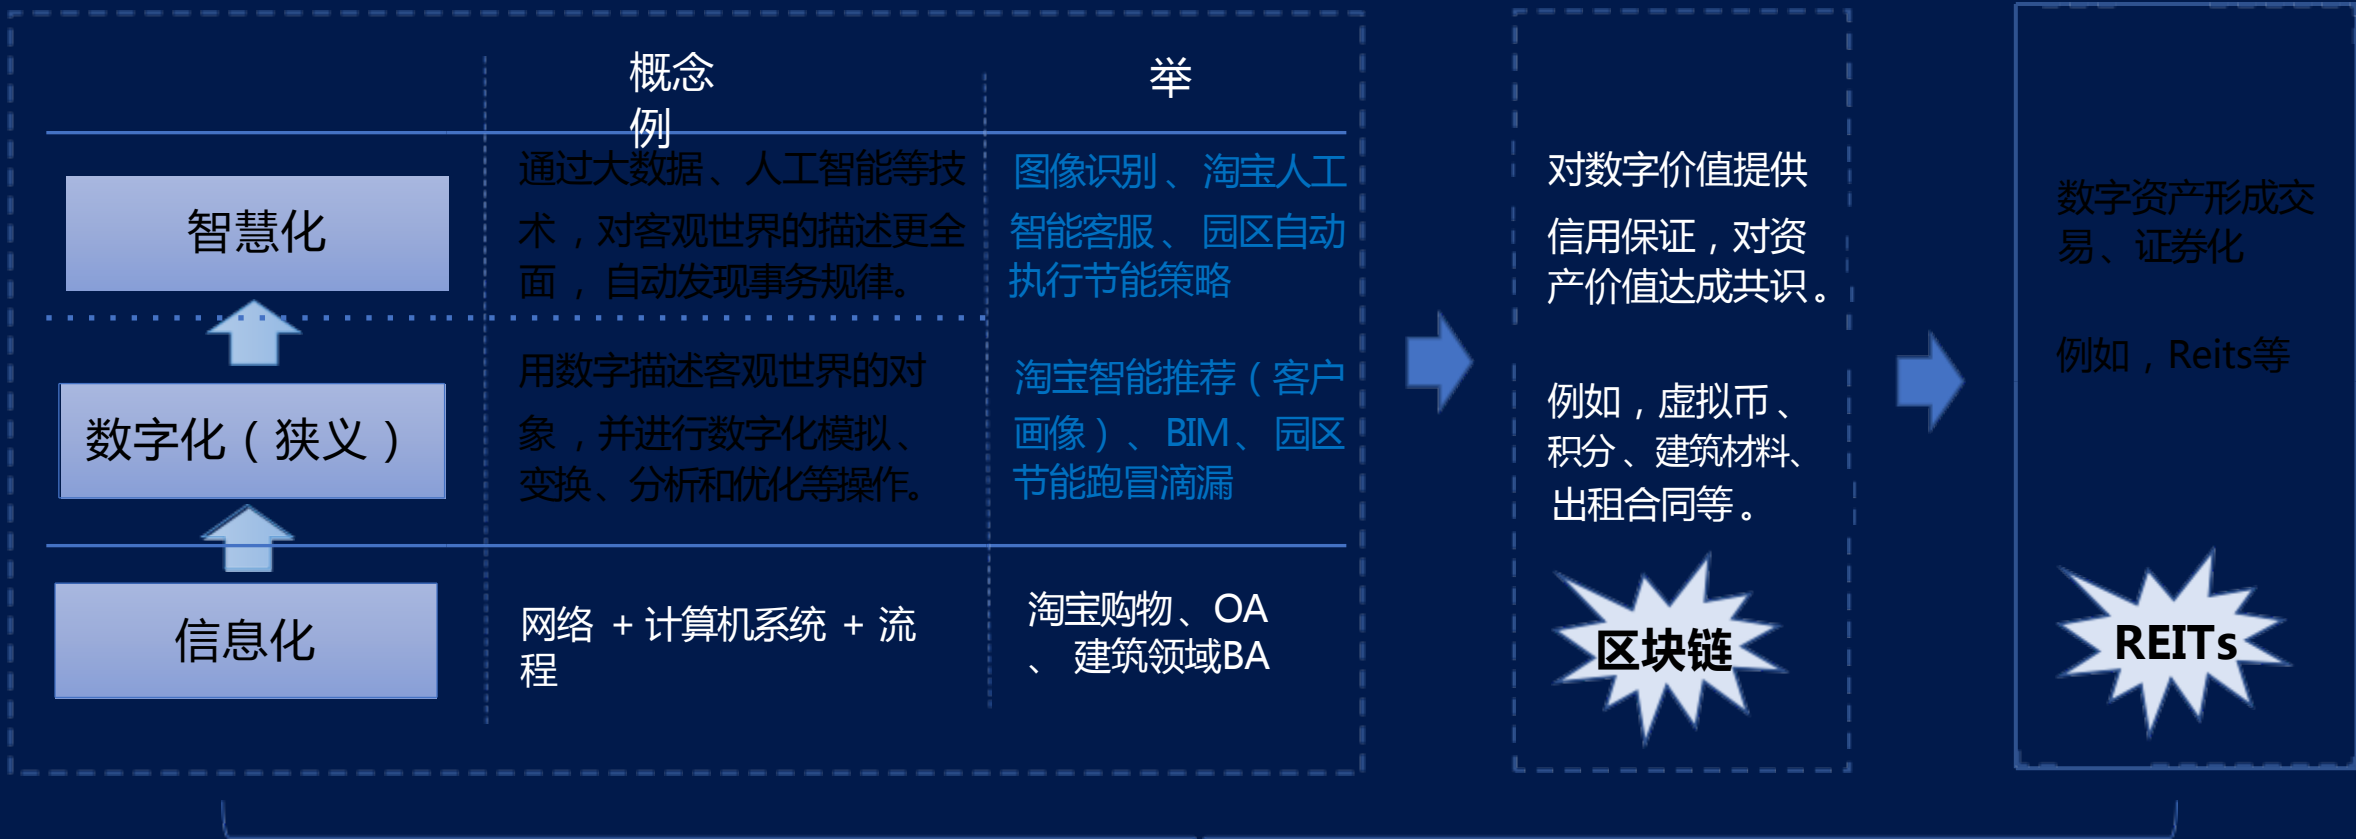 概念
例
举
智慧化
通过大数据、人工智能等技
术，对客观世界的描述更全
面，自动发现事务规律。
图像识别、淘宝人工
智能客服、园区自动
执行节能策略
数字化（狭义）
用数字描述客观世界的对
象，并进行数字化模拟、
变换、分析和优化等操作。
淘宝智能推荐（客户
画像）、BIM、园区
节能跑冒滴漏
信息化
网络 + 计算机系统 + 流
程
淘宝购物、OA
、 建筑领域BA
对数字价值提供
信用保证，对资
产价值达成共识。
例如，虚拟币、
积分、建筑材料、
出租合同等。
区块链
数字资产形成交
易、证券化
例如，Reits等
REITs